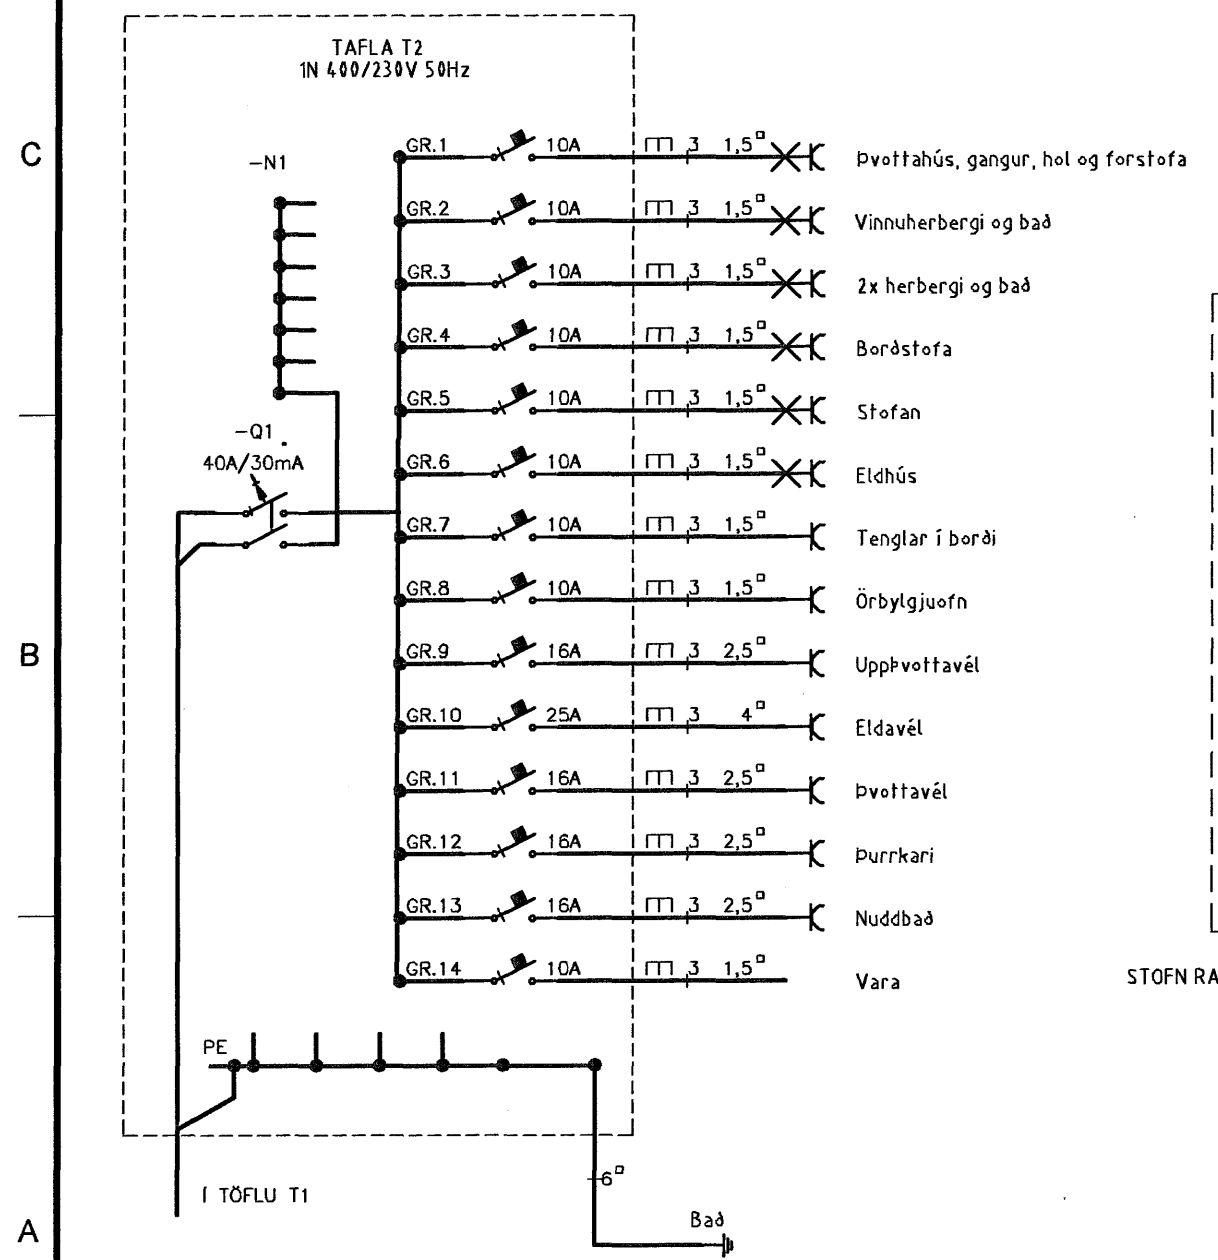 TAFLA T2
1N 400/230V 50Hz
C
-N1
GR.1 10A 3 1,5□ Þvottahús, gangur, hol og forstofa
GR.2 10A 3 1,5□ Vinnuherbergi og bað
GR.3 10A 3 1,5□ 2x herbergi og bað
GR.4 10A 3 1,5□ Borðstofa
GR.5 10A 3 1,5□ Stofan
-Q1
40A/30mA
GR.6 10A 3 1,5□ Eldhús
GR.7 10A 3 1,5□ Tenglar í borði
GR.8 10A 3 1,5□ Örbylgjuofn
B
GR.9 16A 3 2,5□ Uppþvottavél
GR.10 25A 3 4□ Eldavél
GR.11 16A 3 2,5□ Þvottavél
GR.12 16A 3 2,5□ Þurrkari
GR.13 16A 3 2,5□ Nuddbað
GR.14 10A 3 1,5□ Vara
STOFN RA
PE
6□
Í TÖFLU T1
Bað
A